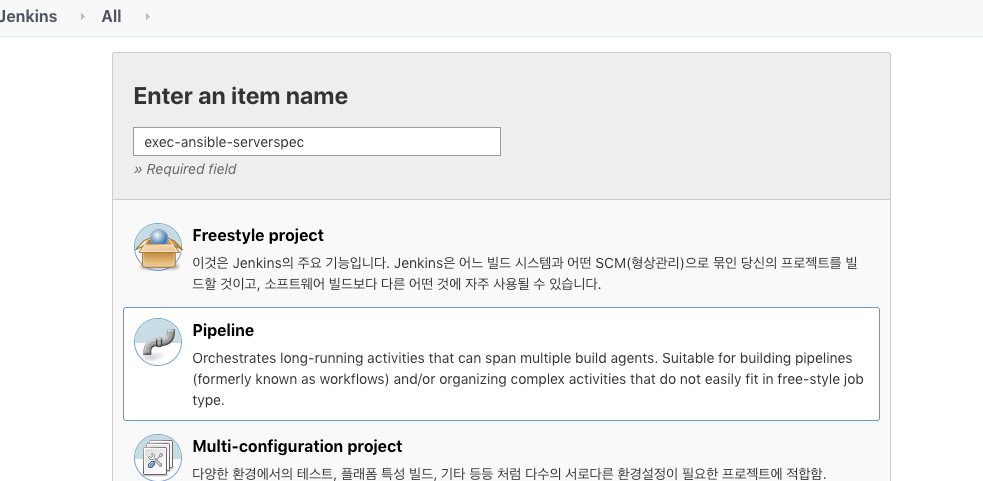 Jenkins All
Enter an item name
exec-ansible-serverspec
» Required field
Freestyle project
이것은 Jenkins의 주요 기능입니다. Jenkins은 어느 빌드 시스템과 어떤 SCM(형상관리)으로 묶인 당신의 프로젝트를 빌
드할 것이고, 소프트웨어 빌드보다 다른 어떤 것에 자주 사용될 수 있습니다.
Pipeline
Orchestrates long-running activities that can span multiple build agents. Suitable for building pipelines
(formerly known as workflows) and/or organizing complex activities that do not easily fit in free-style job
type.
Multi-configuration project
다양한 환경에서의 테스트, 플래폼 특성 빌드, 기타 등등 처럼 다수의 서로다른 환경설정이 필요한 프로젝트에 적합함.